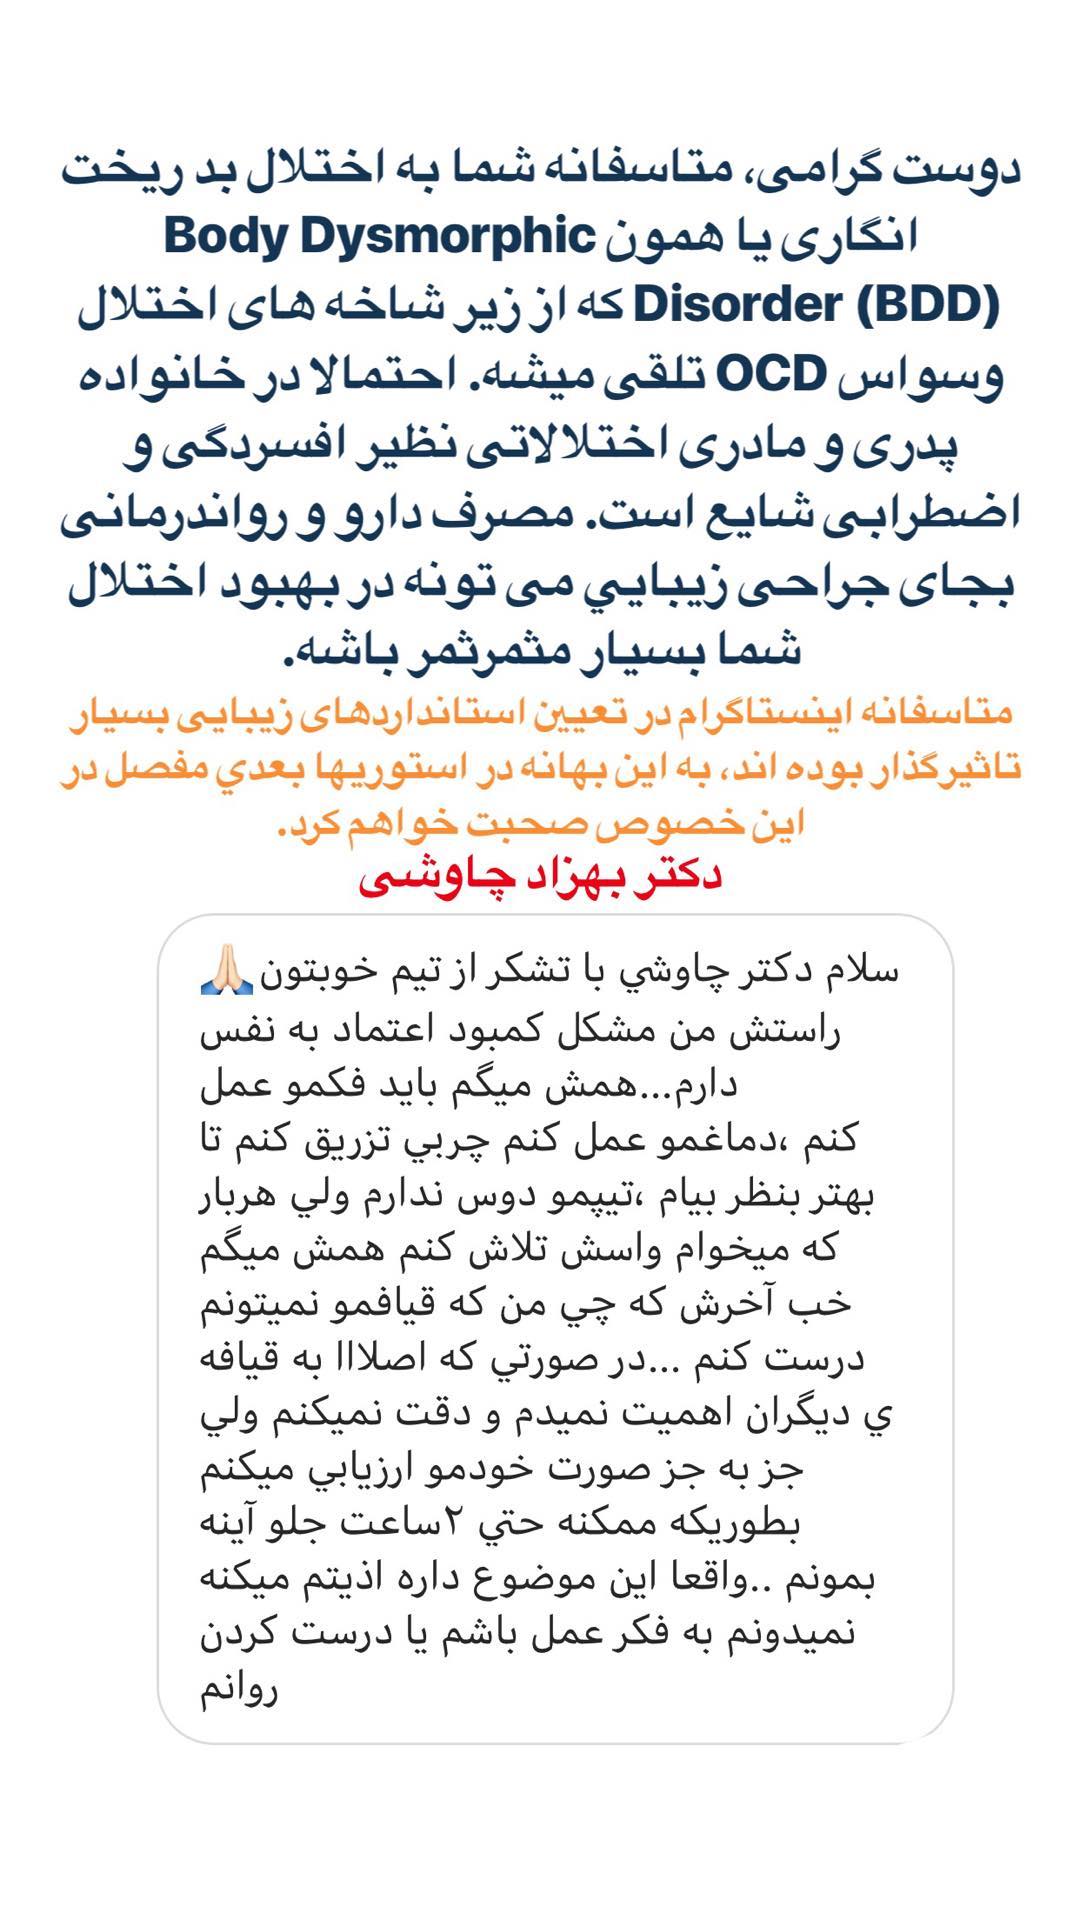 دوست گرامی، متاسفانه شما به اختلال بد ریخت
انگاری یا همون Body Dysmorphic
Disorder (BDD) که از زیر شاخه های اختلال
وسواس OCD تلقی میشه. احتمالا در خانواده
پدری و مادری اختلالاتی نظیر افسردگی و
اضطرابی شایع است. مصرف دارو و رواندرمانی
بجای جراحی زیبایي می تونه در بهبود اختلال
شما بسیار مثمرثمر باشه.
متاسفانه اینستاگرام در تعیین استانداردهای زیبایی بسیار
تاثیرگذار بوده اند، به این بهانه در استوریها بعدي مفصل در
این خصوص صحبت خواهم کرد.
دکتر بهزاد چاوشی
سلام دکتر چاوشي با تشکر از تیم خوبتون🙏🏻
راستش من مشکل کمبود اعتماد به نفس
دارم...همش میگم باید فکمو عمل
کنم ،دماغمو عمل کنم چربي تزریق کنم تا
بهتر بنظر بیام ،تیپمو دوس ندارم ولي هربار
که میخوام واسش تلاش کنم همش میگم
خب آخرش که چي من که قیافمو نمیتونم
درست کنم ...در صورتي که اصلااا به قیافه
ي دیگران اهمیت نمیدم و دقت نمیکنم ولي
جز به جز صورت خودمو ارزیابي میکنم
بطوریکه ممکنه حتي ۲ساعت جلو آینه
بمونم ..واقعا این موضوع داره اذیتم میکنه
نمیدونم به فکر عمل باشم یا درست کردن
روانم